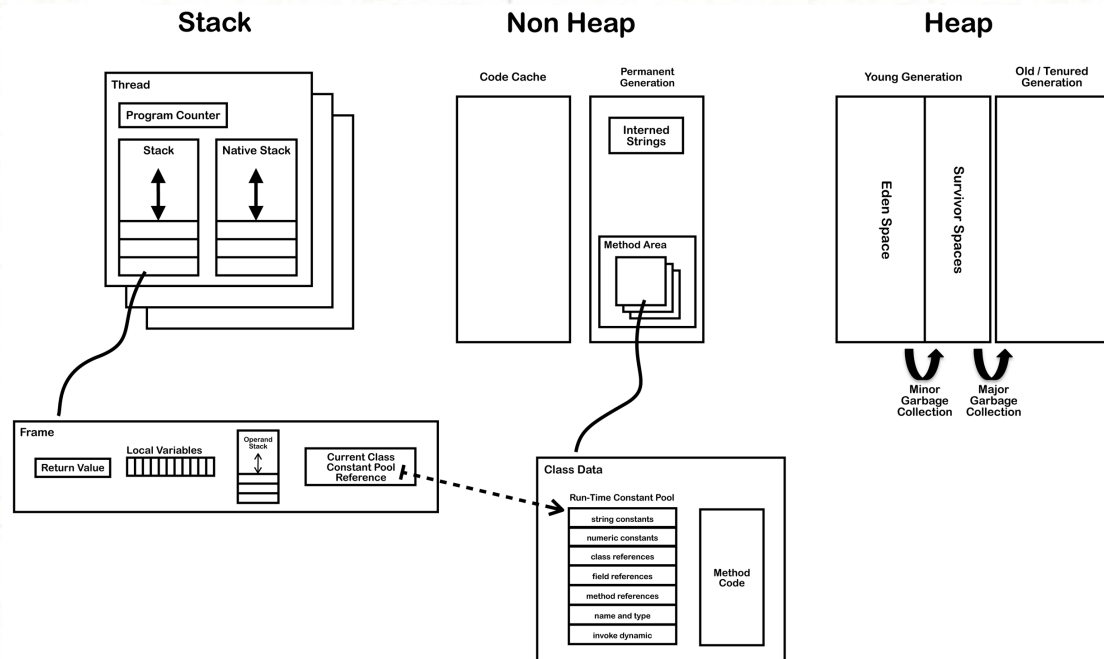 Stack
Non Heap
Heap
Thread
Program Counter
Stack
Native Stack
Code Cache
Permanent
Generation
Interned
Strings
Method Area
Young Generation
Old / Tenured
Generation
Eden Space
Survivor Spaces
Minor
Garbage
Collection
Major
Garbage
Collection
Frame
Return Value
Local Variables
Operand
Stack
Current Class
Constant Pool
Reference
Class Data
Run-Time Constant Pool
string constants
numeric constants
class references
field references
method references
name and type
invoke dynamic
Method
Code